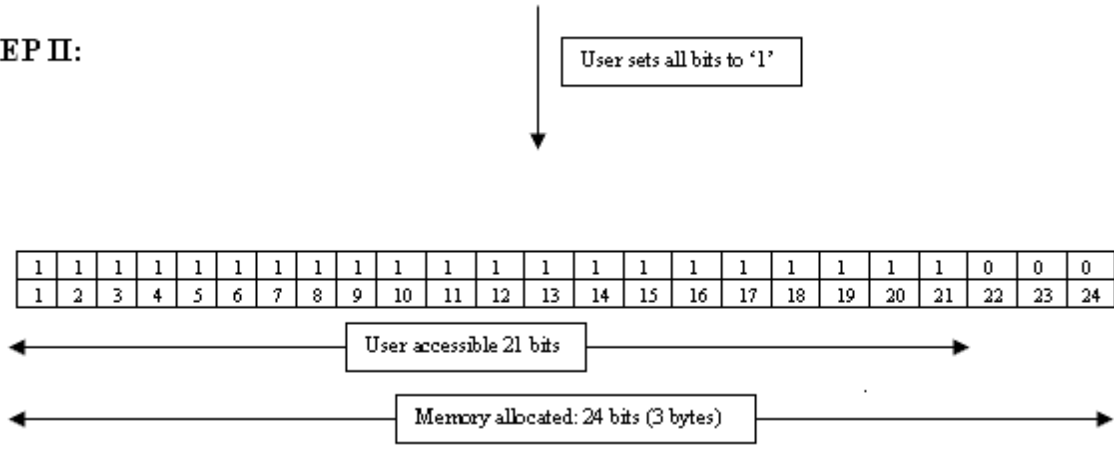 EP II:
User sets all bits to ‘1’
1 1 1 1 1 1 1 1 1 1 1 1 1 1 1 1 1 1 1 1 1 0 0 0
1 2 3 4 5 6 7 8 9 10 11 12 13 14 15 16 17 18 19 20 21 22 23 24
User accessible 21 bits
Memory allocated: 24 bits (3 bytes)